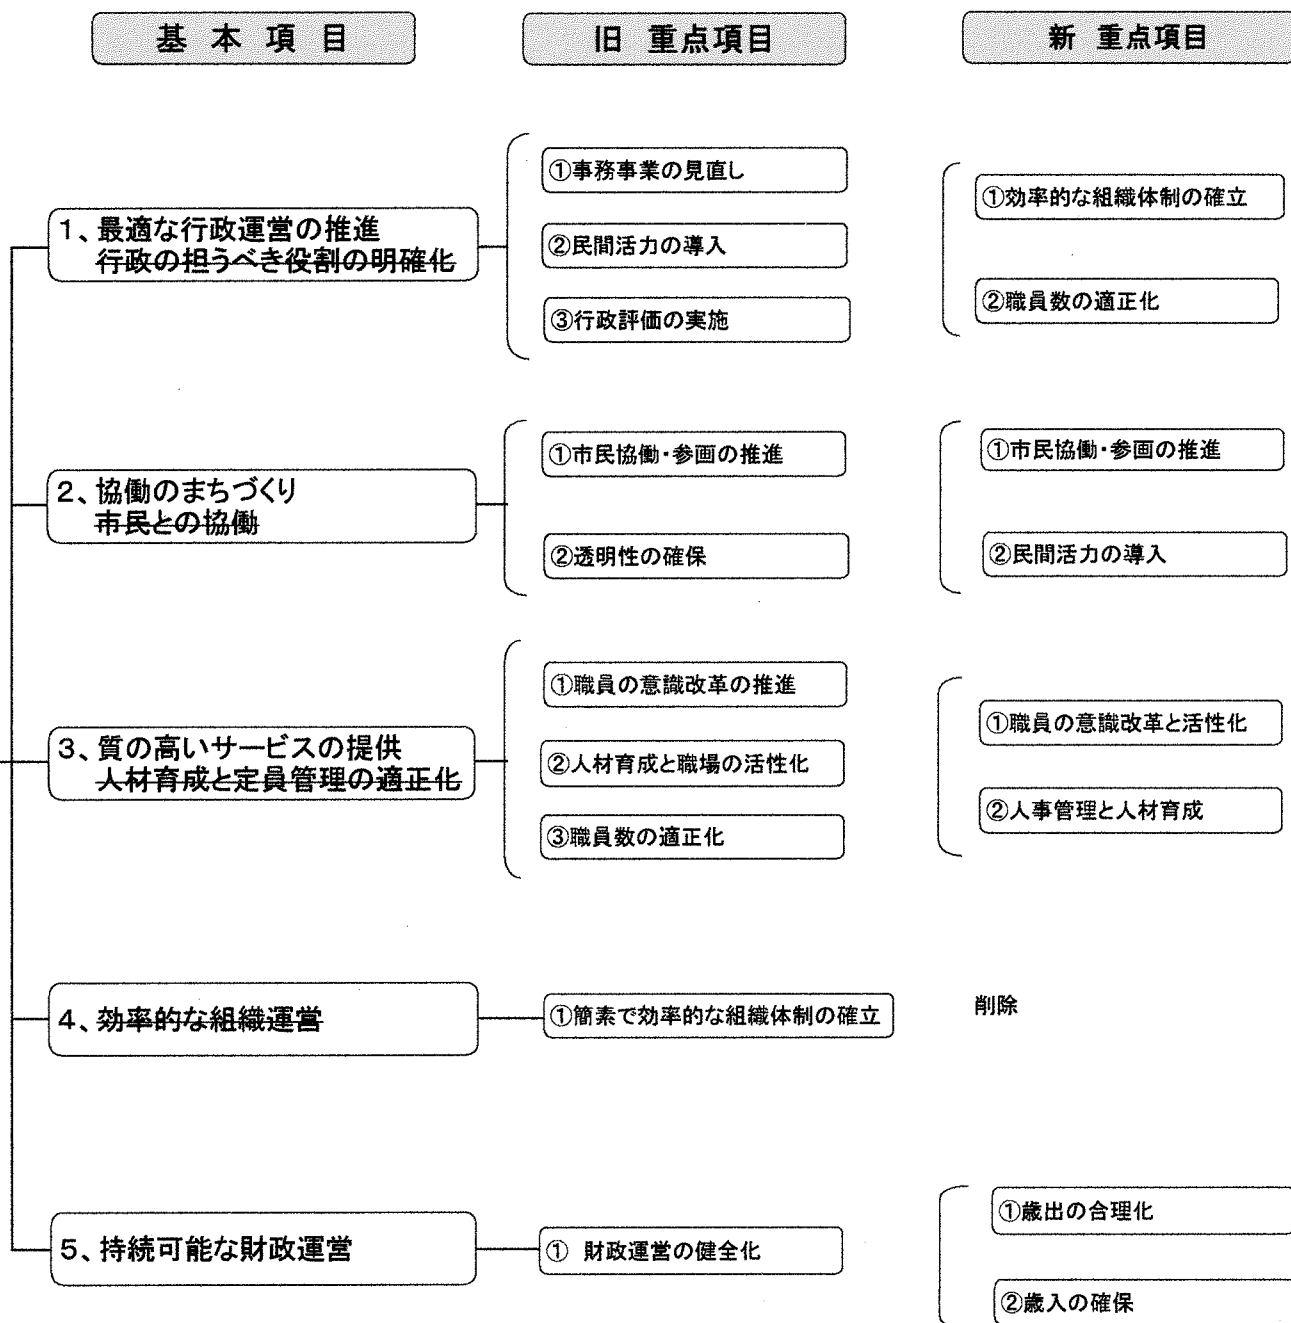 基本項目
旧 重点項目
新 重点項目
1、最適な行政運営の推進
行政の担うべき役割の明確化
①事務事業の見直し
②民間活力の導入
③行政評価の実施
①効率的な組織体制の確立
②職員数の適正化
2、協働のまちづくり
市民との協働
①市民協働・参画の推進
②透明性の確保
①市民協働・参画の推進
②民間活力の導入
3、質の高いサービスの提供
人材育成と定員管理の適正化
①職員の意識改革の推進
②人材育成と職場の活性化
③職員数の適正化
①職員の意識改革と活性化
②人事管理と人材育成
4、効率的な組織運営
①簡素で効率的な組織体制の確立
削除
5、持続可能な財政運営
① 財政運営の健全化
①歳出の合理化
②歳入の確保